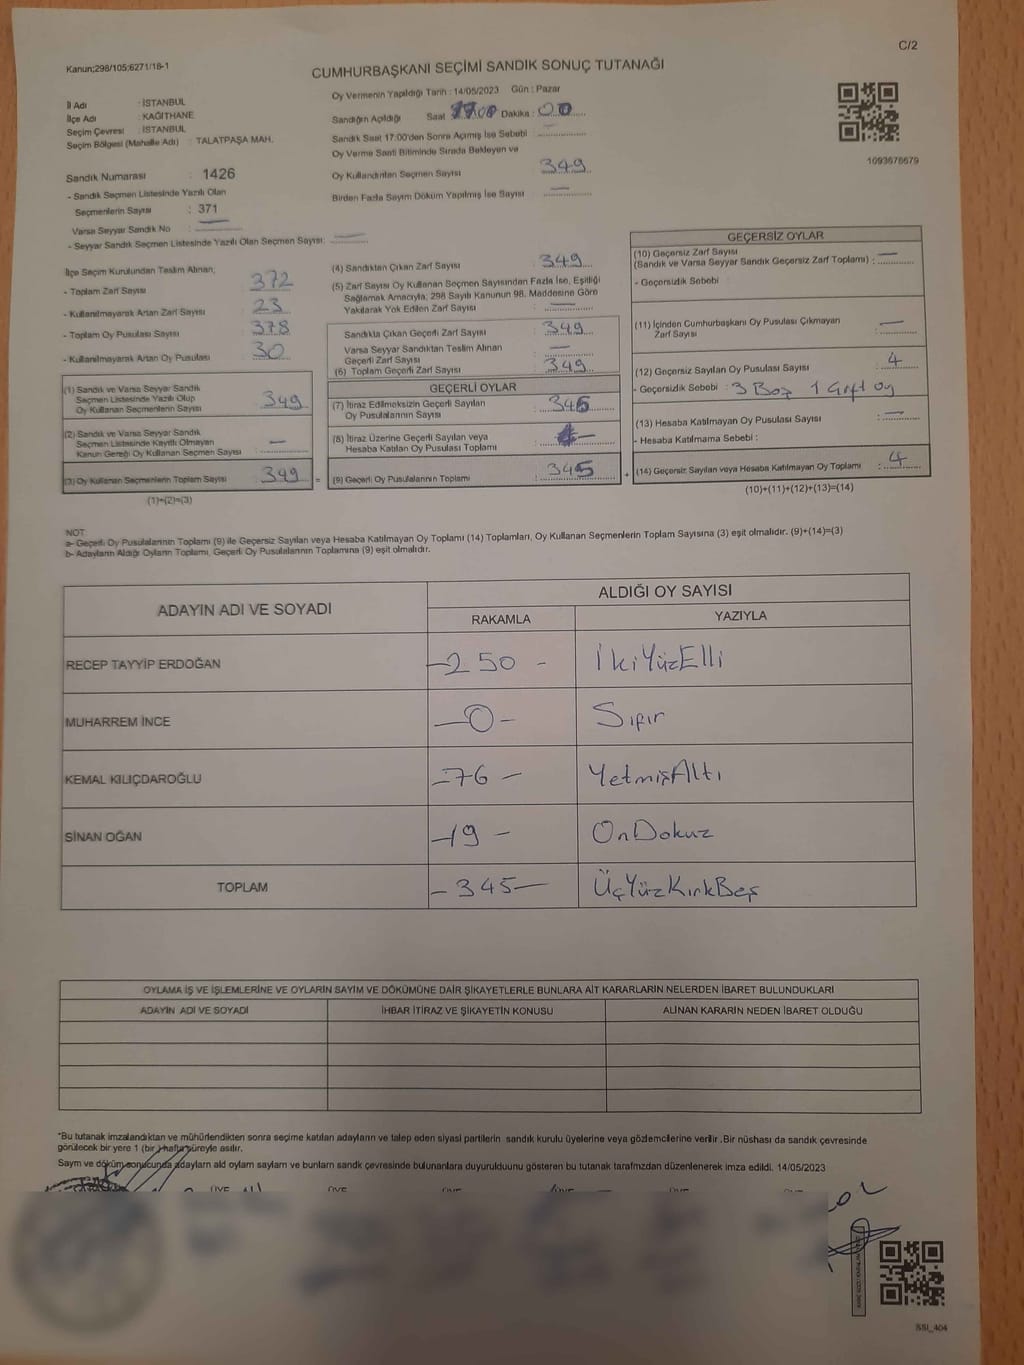 C/2
Kanun;298/105;6271/18-1
CUMHURBAŞKANI SEÇİMİ SANDIK SONUÇ TUTANAĞI
İl Adı : İSTANBUL
İlçe Adı : KAĞITHANE
Seçim Çevresi : İSTANBUL
Seçim Bölgesi (Mahalle Adı) : TALATPAŞA MAH.
Oy Vermenin Yapıldığı Tarih : 14/05/2023 Gün : Pazar
Sandığın Açıldığı Saat 17.00 Dakika : 00
Sandık Saat 17:00'den Sonra Açımış İse Sebebi :
Oy Verme Saati Bitiminde Sırada Bekleyen ve
Oy Kullandırılan Seçmen Sayısı 349
Birden Fazla Sayım Döküm Yapılmış İse Sayısı —
1093676679
Sandık Numarası : 1426
- Sandık Seçmen Listesinde Yazılı Olan
Seçmenlerin Sayısı : 371
Varsa Seyyar Sandık No : —
- Seyyar Sandık Seçmen Listesinde Yazılı Olan Seçmen Sayısı: —
İlçe Seçim Kurulundan Teslim Alınan;
- Toplam Zarf Sayısı 372
- Kullanılmayarak Artan Zarf Sayısı 23
- Toplam Oy Pusulası Sayısı 378
- Kullanılmayarak Artan Oy Pusulası 30
(1) Sandık ve Varsa Seyyar Sandık
Seçmen Listesinde Yazılı Olup
Oy Kullanan Seçmenlerin Sayısı 349
(2) Sandık ve Varsa Seyyar Sandık
Seçmen Listesinde Kayıtlı Olmayan
Kanun Gereği Oy Kullanan Seçmen Sayısı —
(3) Oy Kullanan Seçmenlerin Toplam Sayısı 349 =
(1)+(2)=(3)
(4) Sandıktan Çıkan Zarf Sayısı 349
(5) Zarf Sayısı Oy Kullanan Seçmen Sayısından Fazla İse, Eşitliği
Sağlamak Amacıyla; 298 Sayılı Kanunun 98. Maddesine Göre
Yakılarak Yok Edilen Zarf Sayısı —
Sandıkta Çıkan Geçerli Zarf Sayısı 349
Varsa Seyyar Sandıktan Teslim Alınan
Geçerli Zarf Sayısı —
(6) Toplam Geçerli Zarf Sayısı 349
GEÇERLİ OYLAR
(7) İtiraz Edilmeksizin Geçerli Sayılan
Oy Pusulalarının Sayısı : 345
(8) İtiraz Üzerine Geçerli Sayılan veya
Hesaba Katılan Oy Pusulası Toplamı : —
(9) Geçerli Oy Pusulalarının Toplamı : 345 +
GEÇERSİZ OYLAR
(10) Geçersiz Zarf Sayısı
(Sandık ve Varsa Seyyar Sandık Geçersiz Zarf Toplamı) : —
- Geçersizlik Sebebi
(11) İçinden Cumhurbaşkanı Oy Pusulası Çıkmayan
Zarf Sayısı : —
(12) Geçersiz Sayılan Oy Pusulası Sayısı : 4
- Geçersizlik Sebebi : 3 Boş 1 Çift Oy
(13) Hesaba Katılmayan Oy Pusulası Sayısı : —
- Hesaba Katılmama Sebebi :
(14) Geçersiz Sayılan veya Hesaba Katılmayan Oy Toplamı : 4
(10)+(11)+(12)+(13)=(14)
NOT:
a- Geçerli Oy Pusulalarının Toplamı (9) ile Geçersiz Sayılan veya Hesaba Katılmayan Oy Toplamı (14) Toplamları, Oy Kullanan Seçmenlerin Toplam Sayısına (3) eşit olmalıdır. (9)+(14)=(3)
b- Adayların Aldığı Oyların Toplamı, Geçerli Oy Pusulalarının Toplamına (9) eşit olmalıdır.
ADAYIN ADI VE SOYADI ALDIĞI OY SAYISI
RAKAMLA YAZIYLA
RECEP TAYYİP ERDOĞAN – 250 – İkiYüzElli
MUHARREM İNCE – 0 – Sıfır
KEMAL KILIÇDAROĞLU – 76 – YetmişAltı
SİNAN OĞAN – 19 – OnDokuz
TOPLAM – 345 – ÜçYüzKırkBeş
OYLAMA İŞ VE İŞLEMLERİNE VE OYLARIN SAYIM VE DÖKÜMÜNE DAİR ŞİKAYETLERLE BUNLARA AİT KARARLARIN NELERDEN İBARET BULUNDUKLARI
ADAYIN ADI VE SOYADI İHBAR İTİRAZ VE ŞİKAYETİN KONUSU ALINAN KARARIN NEDEN İBARET OLDUĞU
*Bu tutanak imzalandıktan ve mühürlendikten sonra seçime katılan adayların ve talep eden siyasi partilerin sandık kurulu üyelerine veya gözlemcilerine verilir .Bir nüshası da sandık çevresinde
görülecek bir yere 1 (bir ) hafta süreyle asılır.
Sayım ve döküm sonucunda adayların ald oylam saylam ve bunların sandk çevresinde bulunanlara duyurulduunu gösteren bu tutanak tarafmzdan düzenlenerek imza edildi. 14/05/2023
SSI_404